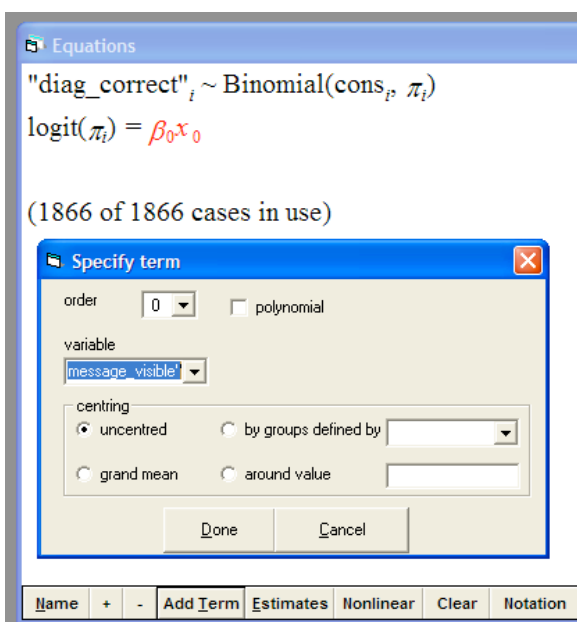 Equations
"diag_correct"ᵢ ~ Binomial(consᵢ, πᵢ)
logit(πᵢ) = β₀x₀
(1866 of 1866 cases in use)
Specify term
order 0 polynomial
variable
message_visible"
centring
uncentred by groups defined by
grand mean around value
Done Cancel
Name + - Add Term Estimates Nonlinear Clear Notation